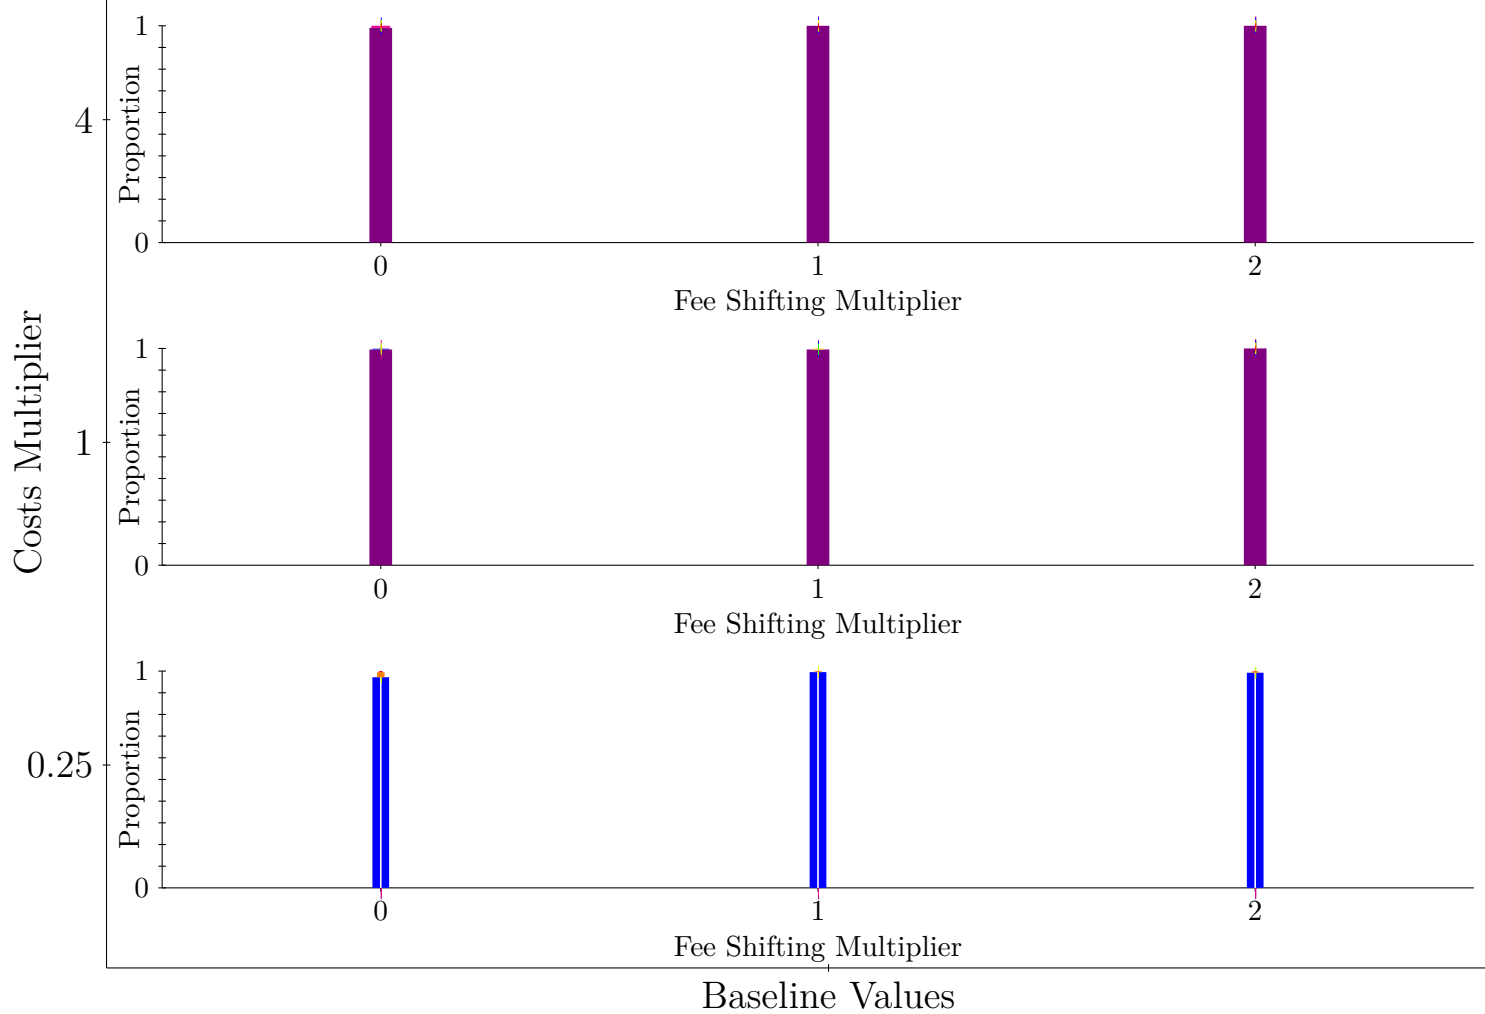 Costs Multiplier
4
Proportion
1
0
0 1 2
Fee Shifting Multiplier
1
Proportion
1
0
0 1 2
Fee Shifting Multiplier
0.25
Proportion
1
0
0 1 2
Fee Shifting Multiplier
Baseline Values